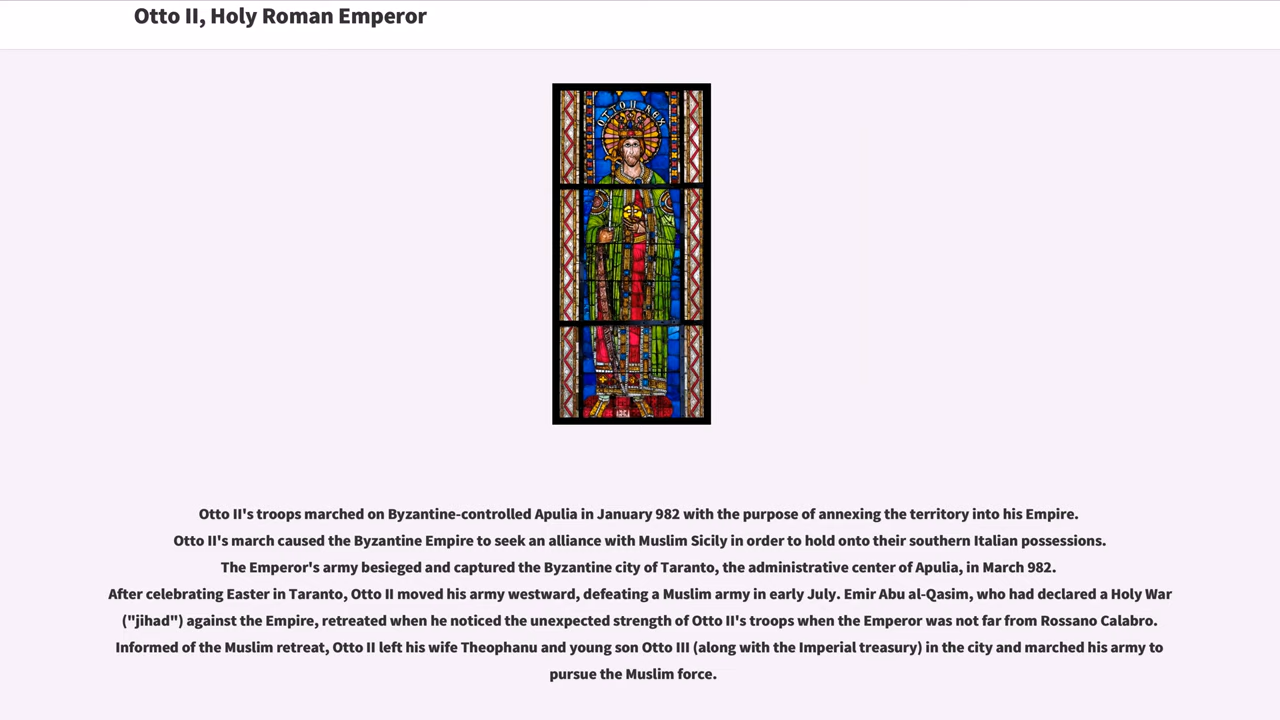 Otto II, Holy Roman Emperor
OTTO II REX
Otto II's troops marched on Byzantine-controlled Apulia in January 982 with the purpose of annexing the territory into his Empire.
Otto II's march caused the Byzantine Empire to seek an alliance with Muslim Sicily in order to hold onto their southern Italian possessions.
The Emperor's army besieged and captured the Byzantine city of Taranto, the administrative center of Apulia, in March 982.
After celebrating Easter in Taranto, Otto II moved his army westward, defeating a Muslim army in early July. Emir Abu al-Qasim, who had declared a Holy War
("jihad") against the Empire, retreated when he noticed the unexpected strength of Otto II's troops when the Emperor was not far from Rossano Calabro.
Informed of the Muslim retreat, Otto II left his wife Theophanu and young son Otto III (along with the Imperial treasury) in the city and marched his army to
pursue the Muslim force.